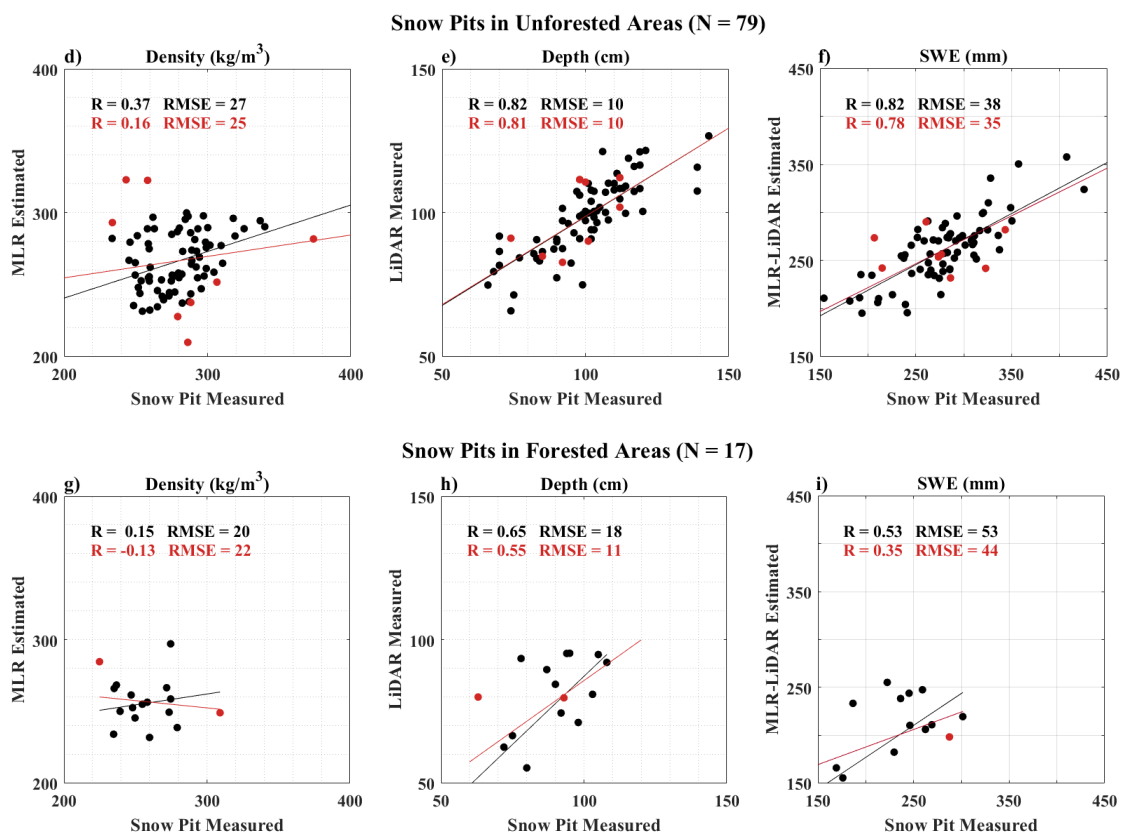 Snow Pits in Unforested Areas (N = 79)
d) Density (kg/m3)
R = 0.37 RMSE = 27
R = 0.16 RMSE = 25
400
300
200
200 300 400
MLR Estimated
Snow Pit Measured
e) Depth (cm)
R = 0.82 RMSE = 10
R = 0.81 RMSE = 10
150
100
50
50 100 150
LiDAR Measured
Snow Pit Measured
f) SWE (mm)
R = 0.82 RMSE = 38
R = 0.78 RMSE = 35
450
350
250
150
150 250 350 450
MLR-LiDAR Estimated
Snow Pit Measured
Snow Pits in Forested Areas (N = 17)
g) Density (kg/m3)
R = 0.15 RMSE = 20
R = -0.13 RMSE = 22
400
300
200
200 300 400
MLR Estimated
Snow Pit Measured
h) Depth (cm)
R = 0.65 RMSE = 18
R = 0.55 RMSE = 11
150
100
50
50 100 150
LiDAR Measured
Snow Pit Measured
i) SWE (mm)
R = 0.53 RMSE = 53
R = 0.35 RMSE = 44
450
350
250
150
150 250 350 450
MLR-LiDAR Estimated
Snow Pit Measured